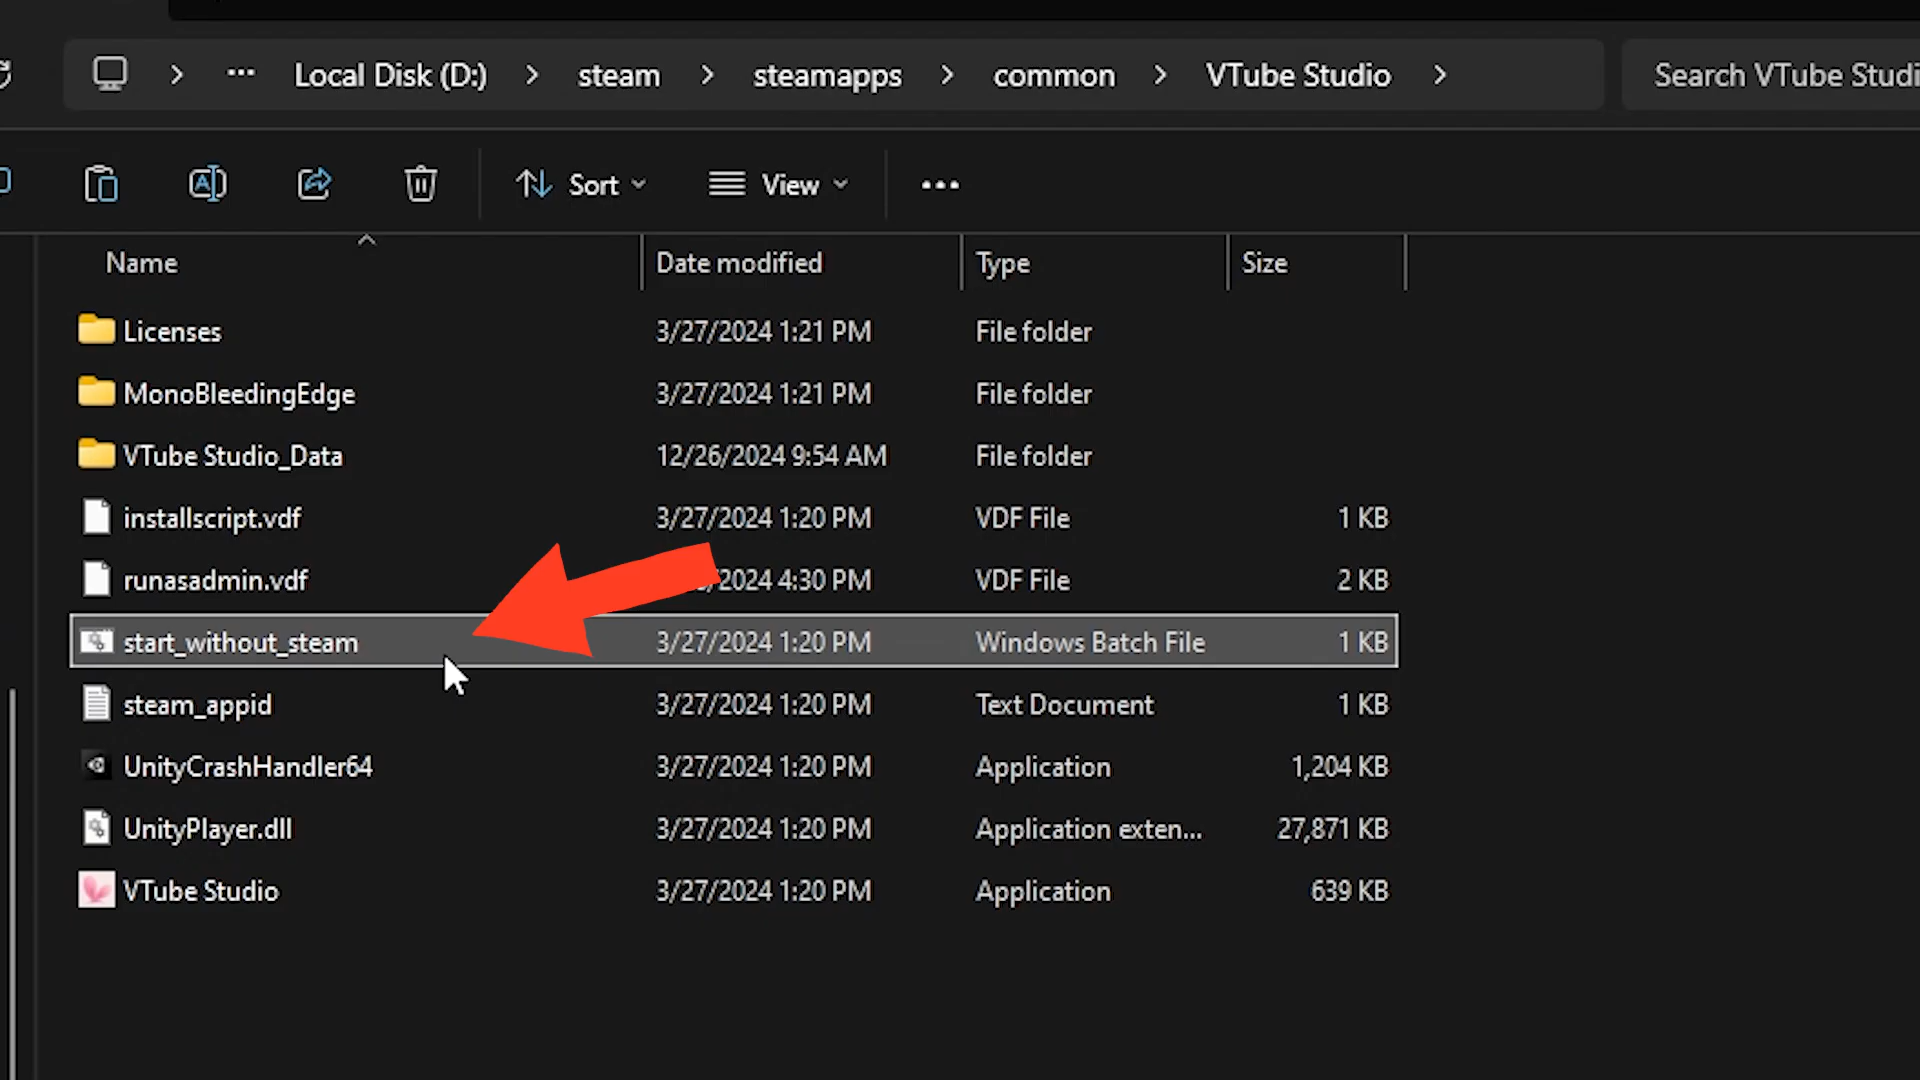 Local Disk (D:) > steam > steamapps > common > VTube Studio >
Search VTube Studi
Sort
View
Name Date modified Type Size
Licenses 3/27/2024 1:21 PM File folder
MonoBleedingEdge 3/27/2024 1:21 PM File folder
VTube Studio_Data 12/26/2024 9:54 AM File folder
installscript.vdf 3/27/2024 1:20 PM VDF File 1 KB
runasadmin.vdf /2024 4:30 PM VDF File 2 KB
start_without_steam 3/27/2024 1:20 PM Windows Batch File 1 KB
steam_appid 3/27/2024 1:20 PM Text Document 1 KB
UnityCrashHandler64 3/27/2024 1:20 PM Application 1,204 KB
UnityPlayer.dll 3/27/2024 1:20 PM Application exten... 27,871 KB
VTube Studio 3/27/2024 1:20 PM Application 639 KB